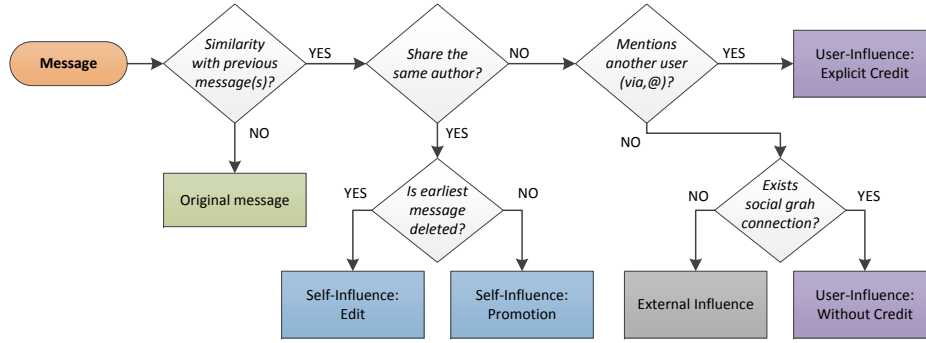 Message
Similarity
with previous
message(s)?
YES
Share the
same author?
NO
Mentions
another user
(via,@)?
YES
User-Influence:
Explicit Credit
NO
Original message
YES
YES
Is earliest
message
deleted?
NO
NO
NO
Exists
social grah
connection?
YES
Self-Influence:
Edit
Self-Influence:
Promotion
External Influence
User-Influence:
Without Credit